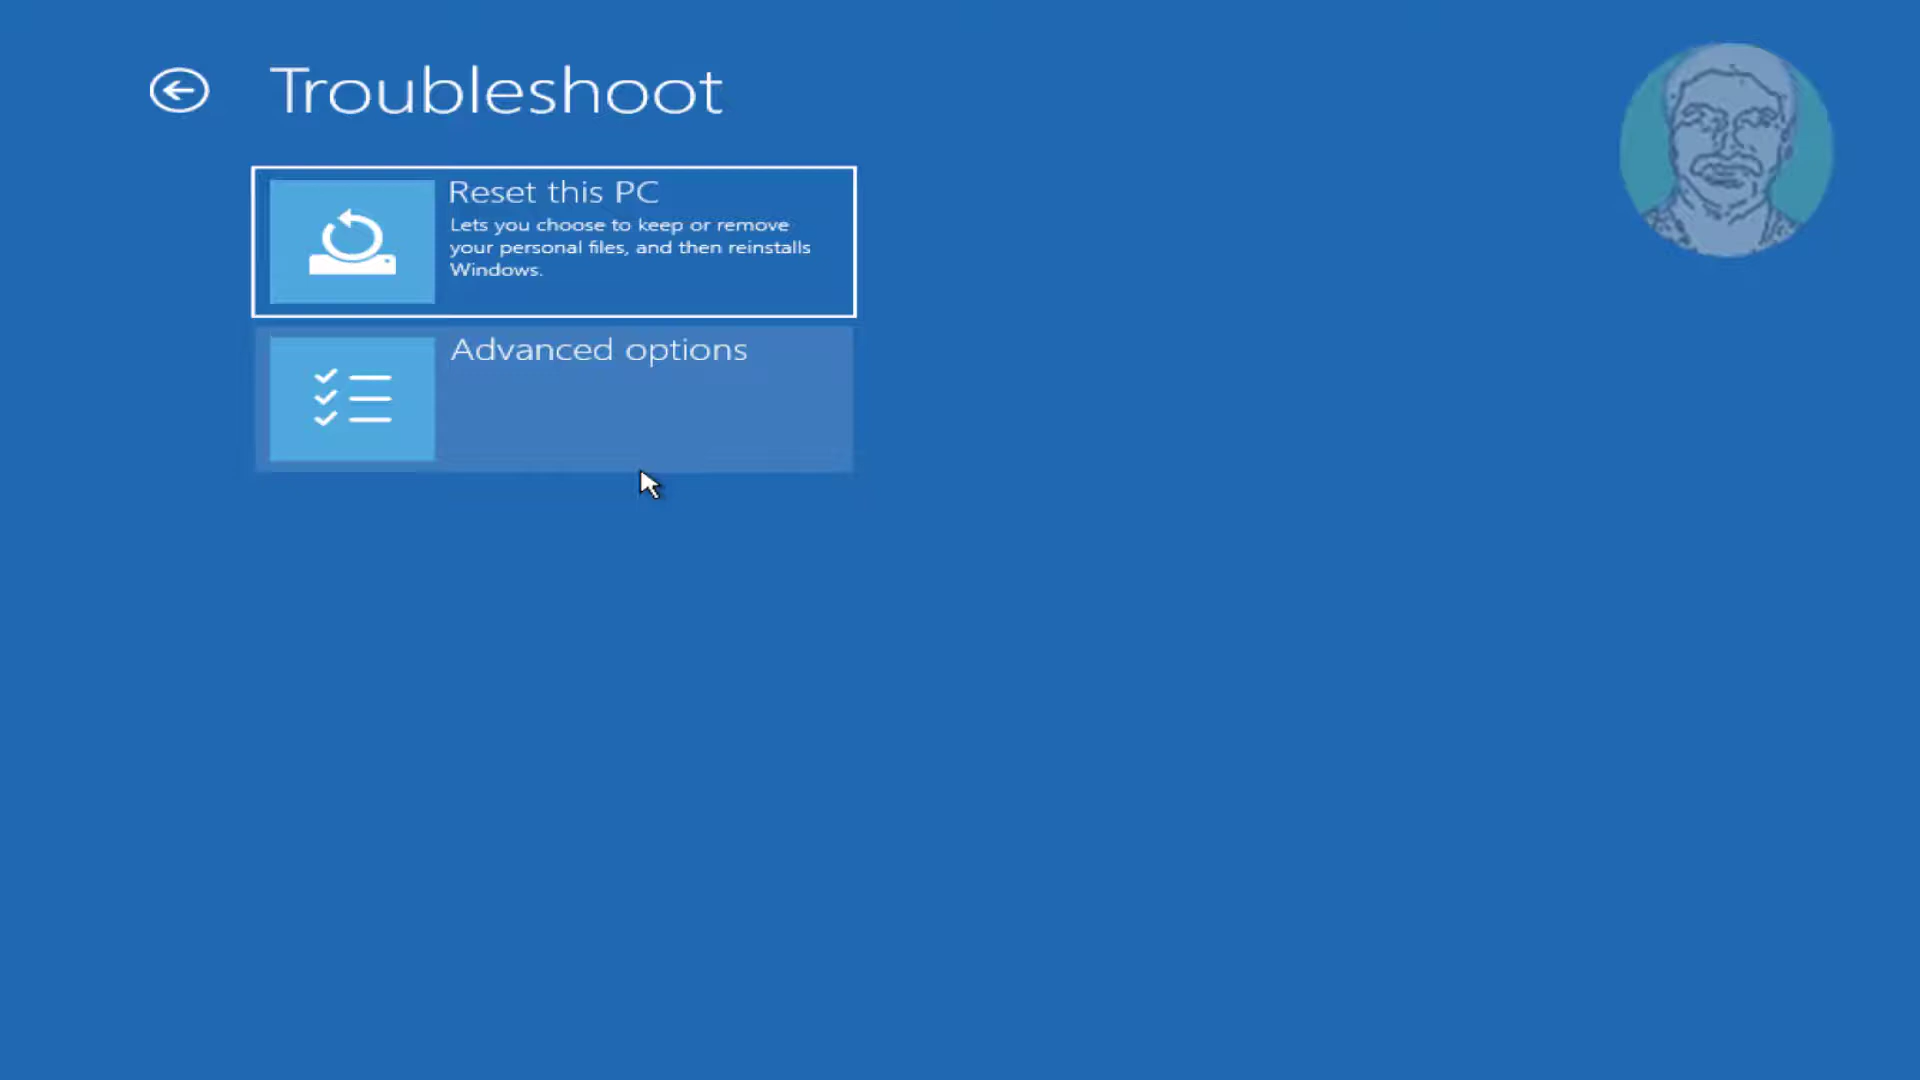 Troubleshoot
Reset this PC
Lets you choose to keep or remove
your personal files, and then reinstalls
Windows.
Advanced options